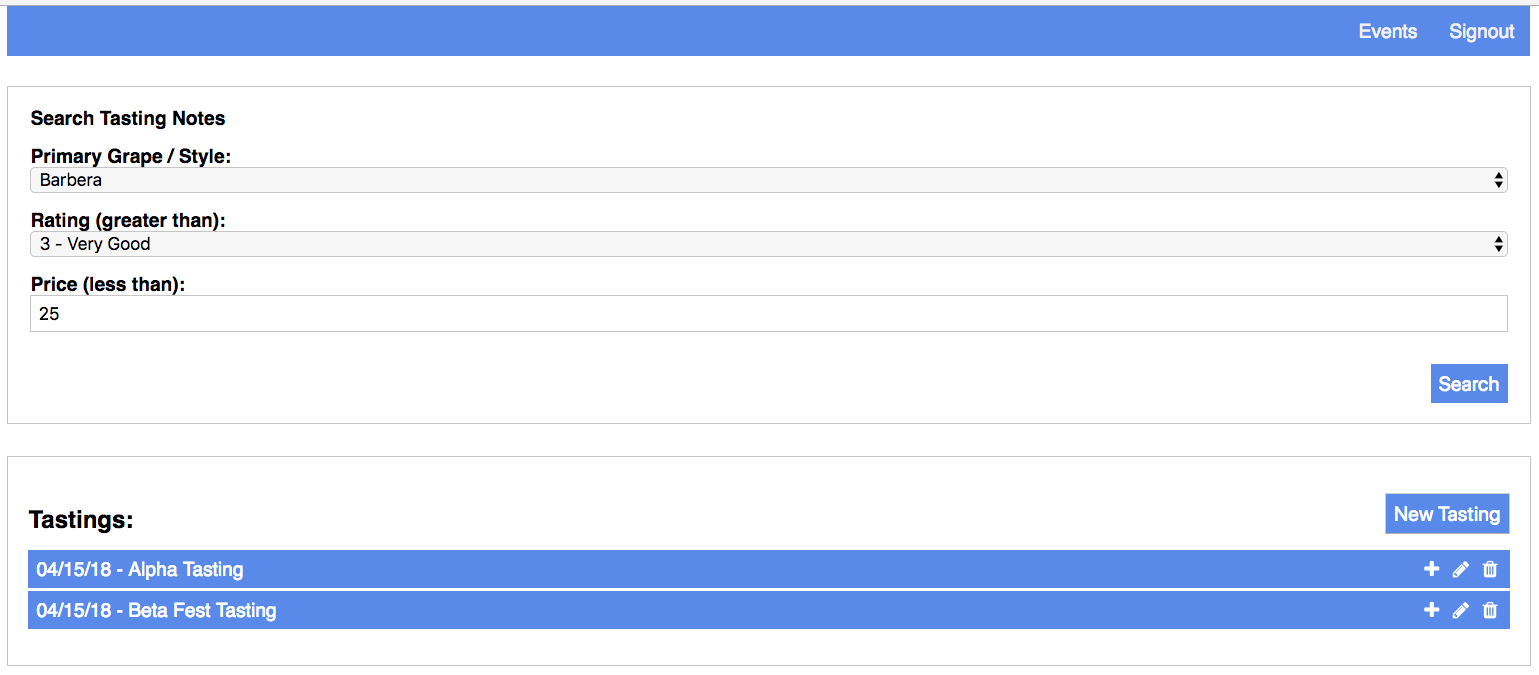 Events Signout
Search Tasting Notes
Primary Grape / Style:
Barbera
Rating (greater than):
3 - Very Good
Price (less than):
25
Search
Tastings:
New Tasting
04/15/18 - Alpha Tasting
04/15/18 - Beta Fest Tasting